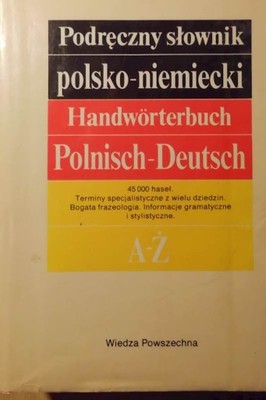 Podręczny słownik
polsko-niemiecki
Handwörterbuch
Polnisch-Deutsch
45 000 haseł.
Terminy specjalistyczne z wielu dziedzin.
Bogata frazeologia. Informacje gramatyczne
i stylistyczne.
A-Ż
Wiedza Powszechna